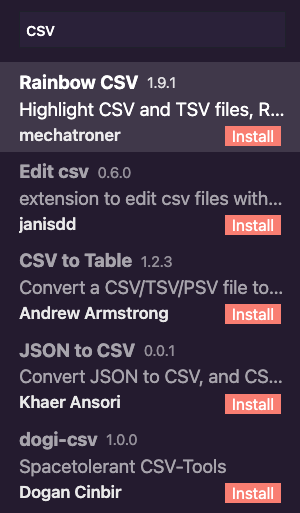 CSV
Rainbow CSV 1.9.1
Highlight CSV and TSV files, R...
mechatroner Install
Edit csv 0.6.0
extension to edit csv files with...
janisdd Install
CSV to Table 1.2.3
Convert a CSV/TSV/PSV file to...
Andrew Armstrong Install
JSON to CSV 0.0.1
Convert JSON to CSV, and CS...
Khaer Ansori Install
dogi-csv 1.0.0
Spacetolerant CSV-Tools
Dogan Cinbir Install